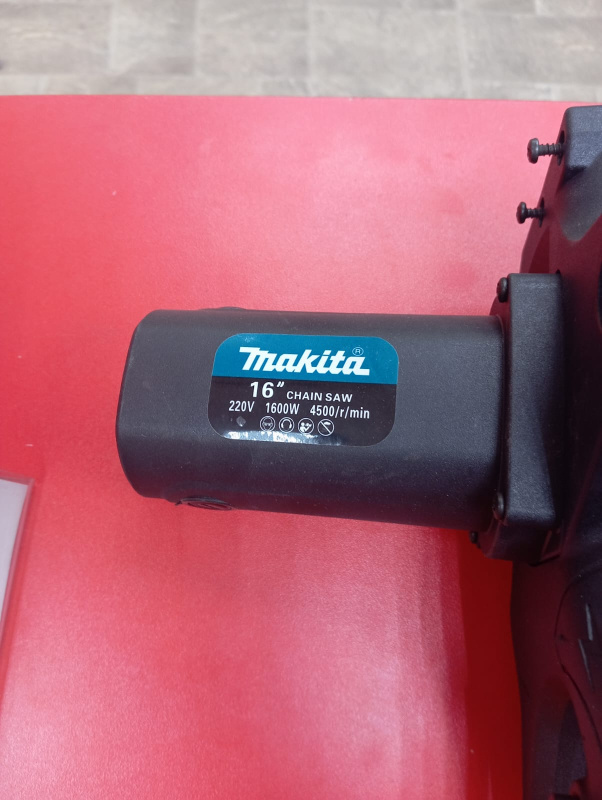 makita®
16" CHAIN SAW
220V 1600W 4500/r/min